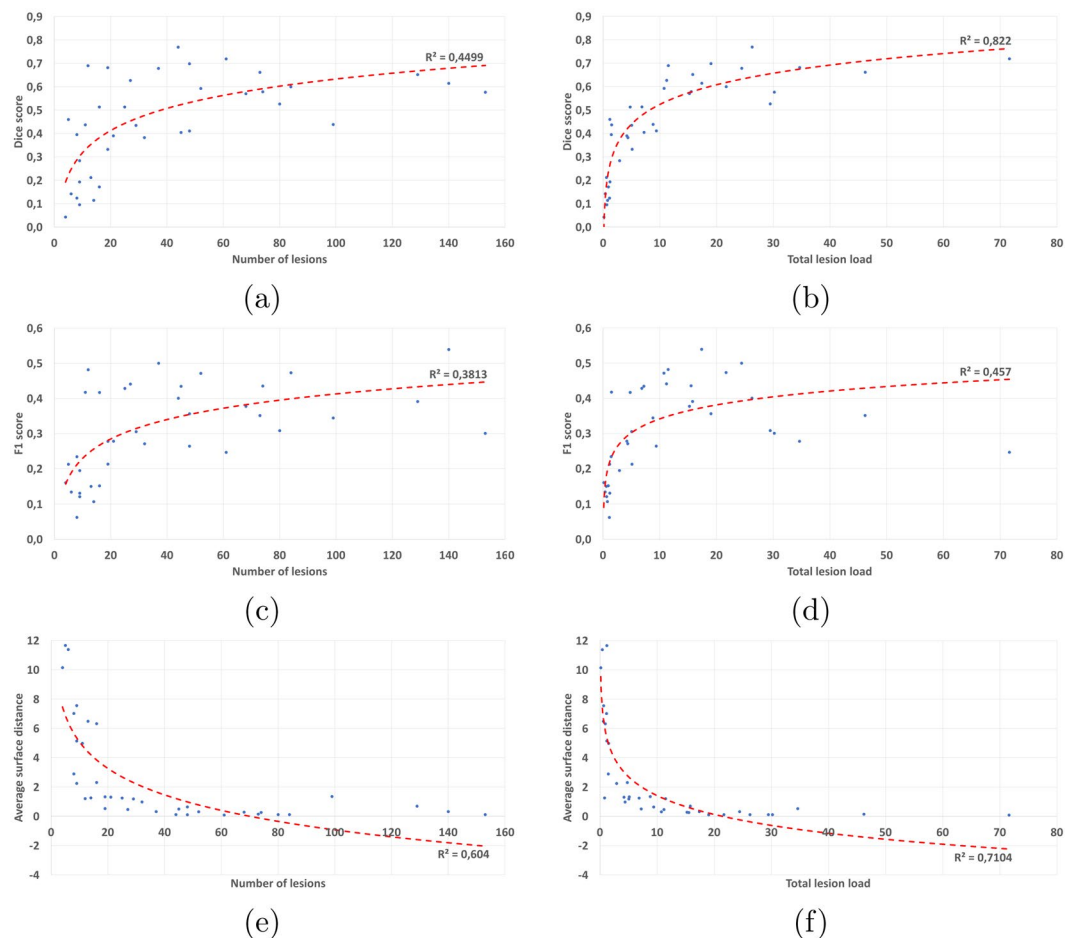 0,9
0,8
0,7
0,6
0,5
0,4
0,3
0,2
0,1
0,0
Dice score
R² = 0,4499
0 20 40 60 80 100 120 140 160
Number of lesions
(a)
0,9
0,8
0,7
0,6
0,5
0,4
0,3
0,2
0,1
0,0
Dice sscore
R² = 0,822
0 10 20 30 40 50 60 70 80
Total lesion load
(b)
0,6
0,5
0,4
0,3
0,2
0,1
0,0
F1 score
R² = 0,3813
0 20 40 60 80 100 120 140 160
Number of lesions
(c)
0,6
0,5
0,4
0,3
0,2
0,1
0,0
F1 score
R² = 0,457
0 10 20 30 40 50 60 70 80
Total lesion load
(d)
12
10
8
6
4
2
0
-2
-4
Average surface distance
0 20 40 60 80 100 120 140 160
R² = 0,604
Number of lesions
(e)
12
10
8
6
4
2
0
-2
-4
Average surface distance
0 10 20 30 40 50 60 70 80
R² = 0,7104
Total lesion load
(f)